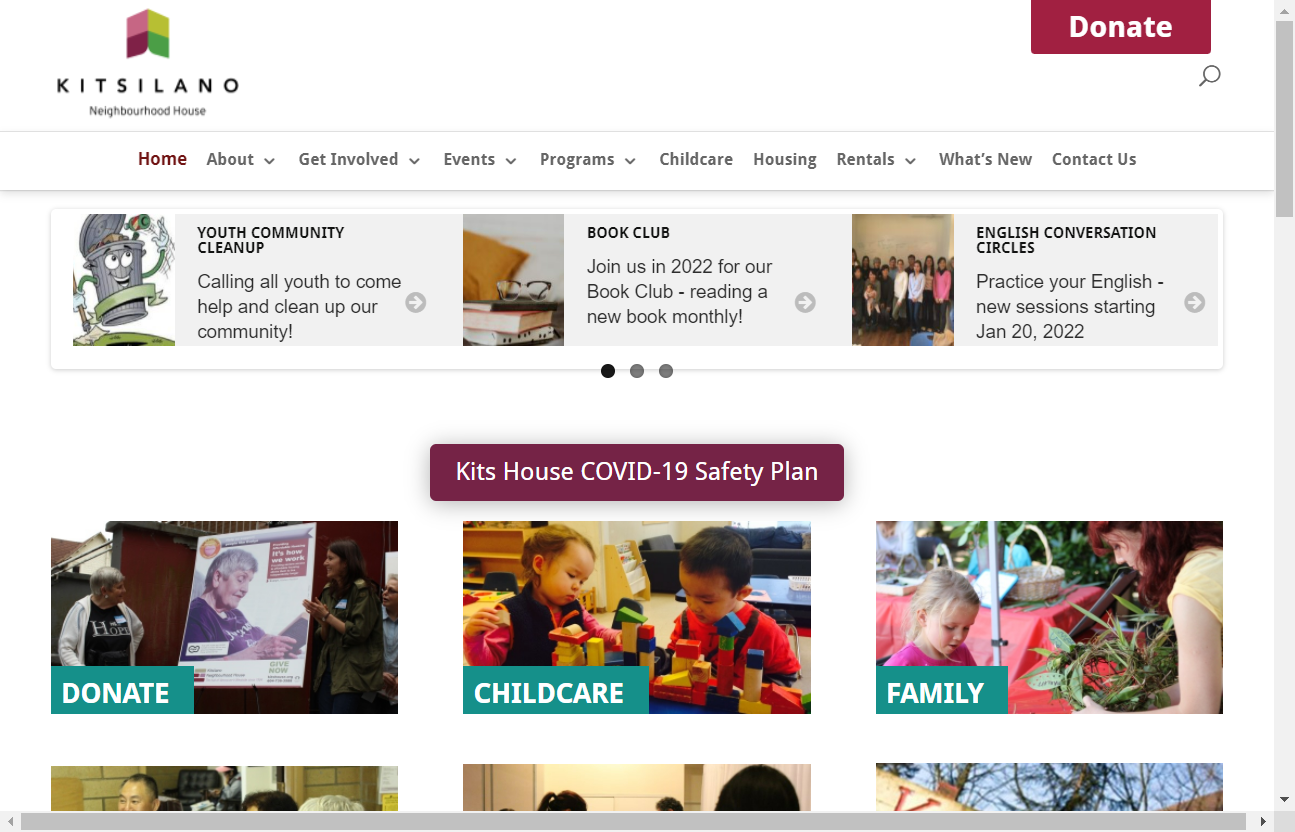 Donate
KITSILANO
Neighbourhood House
Home About Get Involved Events Programs Childcare Housing Rentals What's New Contact Us
YOUTH COMMUNITY
CLEANUP
Calling all youth to come
help and clean up our
community!
BOOK CLUB
Join us in 2022 for our
Book Club - reading a
new book monthly!
ENGLISH CONVERSATION
CIRCLES
Practice your English -
new sessions starting
Jan 20, 2022
Kits House COVID-19 Safety Plan
It's how
we work
HOPE
GIVE
NOW
DONATE
CHILDCARE
FAMILY